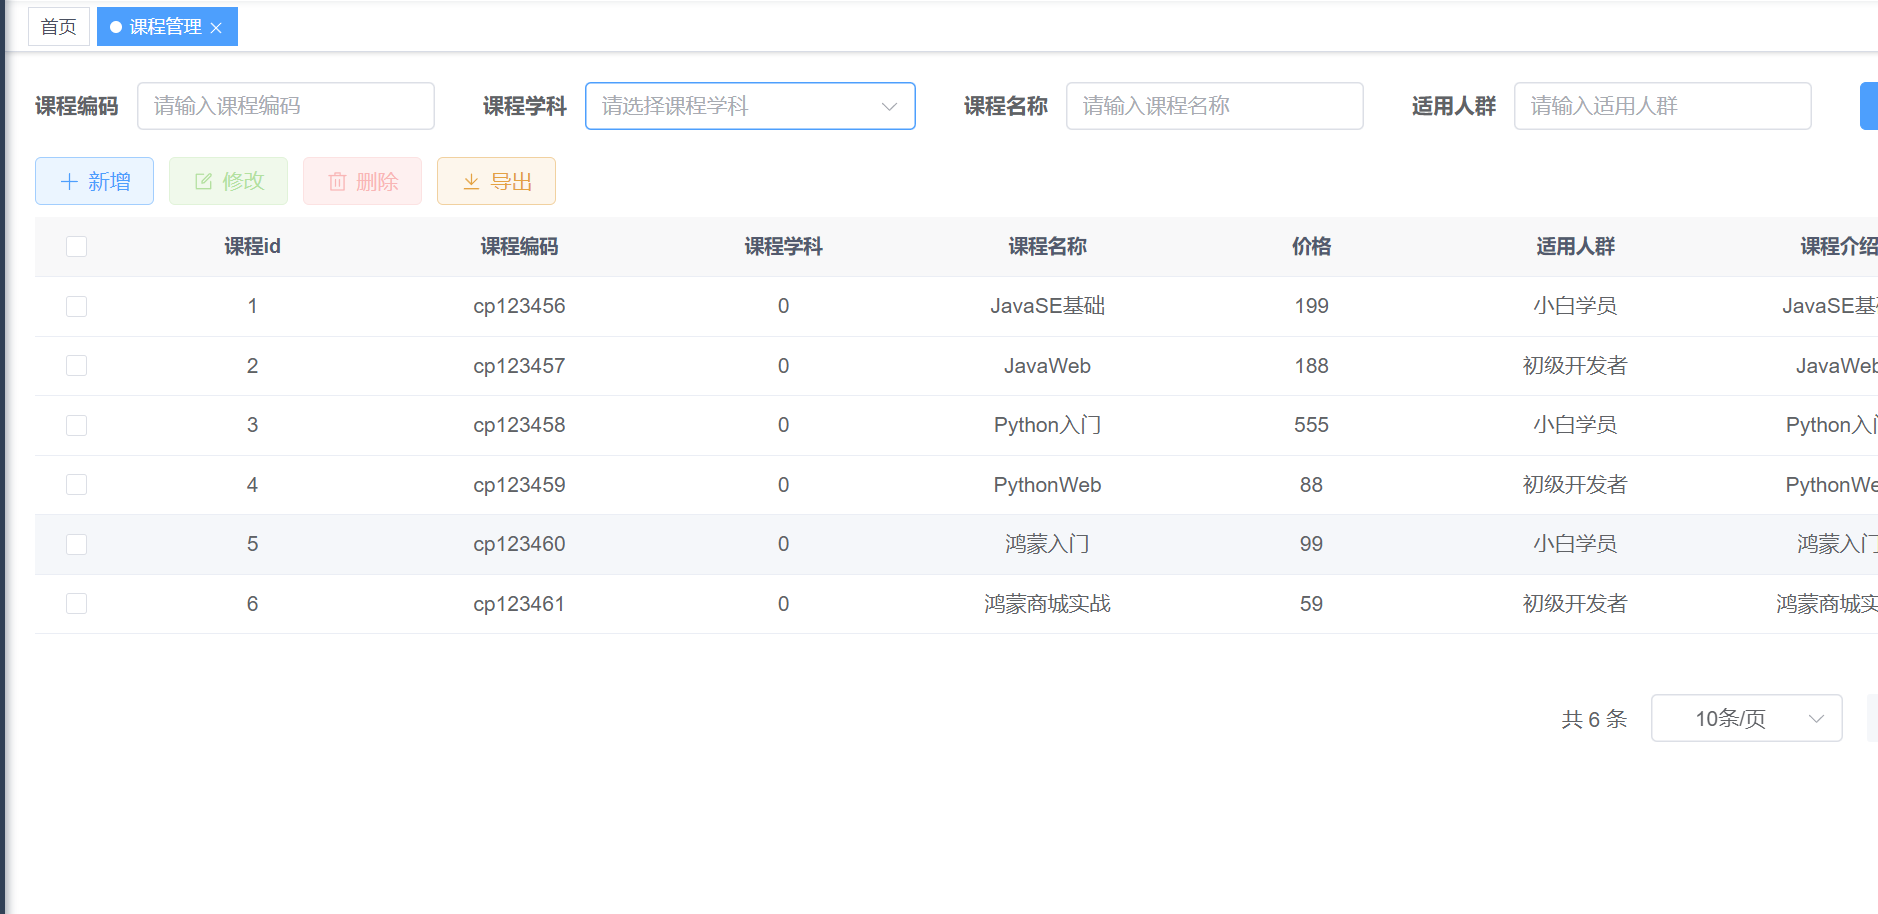 首页 课程管理
课程编码 请输入课程编码 课程学科 请选择课程学科 课程名称 请输入课程名称 适用人群 请输入适用人群
新增 修改 删除 导出
课程id 课程编码 课程学科 课程名称 价格 适用人群 课程介绍
1 cp123456 0 JavaSE基础 199 小白学员 JavaSE基
2 cp123457 0 JavaWeb 188 初级开发者 JavaWeb
3 cp123458 0 Python入门 555 小白学员 Python入门
4 cp123459 0 PythonWeb 88 初级开发者 PythonWe
5 cp123460 0 鸿蒙入门 99 小白学员 鸿蒙入门
6 cp123461 0 鸿蒙商城实战 59 初级开发者 鸿蒙商城实
共 6 条 10条/页